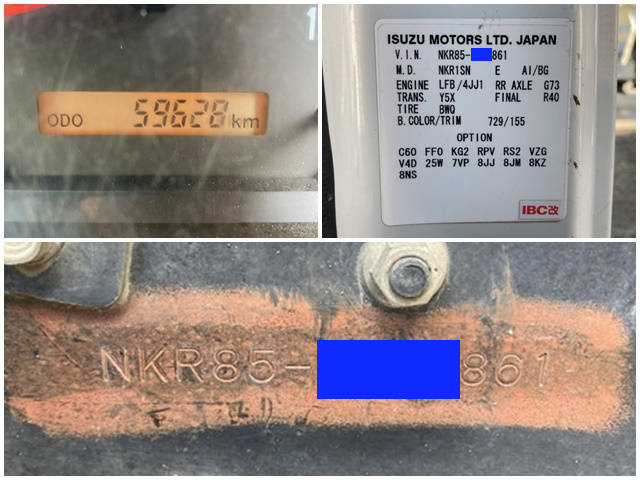 ODO 59628 km
ISUZU MOTORS LTD. JAPAN
V.I.N. NKR85- 861
M.D. NKR1SN E AI/BG
ENGINE LFB/4JJ1 RR AXLE G73
TRANS. Y5X FINAL R40
TIRE BWQ
B.COLOR/TRIM 729/155
OPTION
C60 FF0 KG2 RPV RS2 VZG
V4D 25W 7VP 8JJ 8JM 8KZ
8NS
IBC改
NKR85- 861